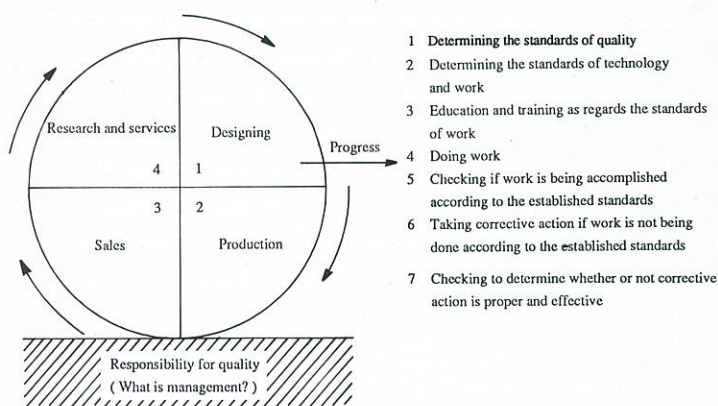 Research and services
Designing
4
1
3
2
Sales
Production
Progress
Responsibility for quality
( What is management? )
1 Determining the standards of quality
2 Determining the standards of technology
and work
3 Education and training as regards the standards
of work
4 Doing work
5 Checking if work is being accomplished
according to the established standards
6 Taking corrective action if work is not being
done according to the established standards
7 Checking to determine whether or not corrective
action is proper and effective